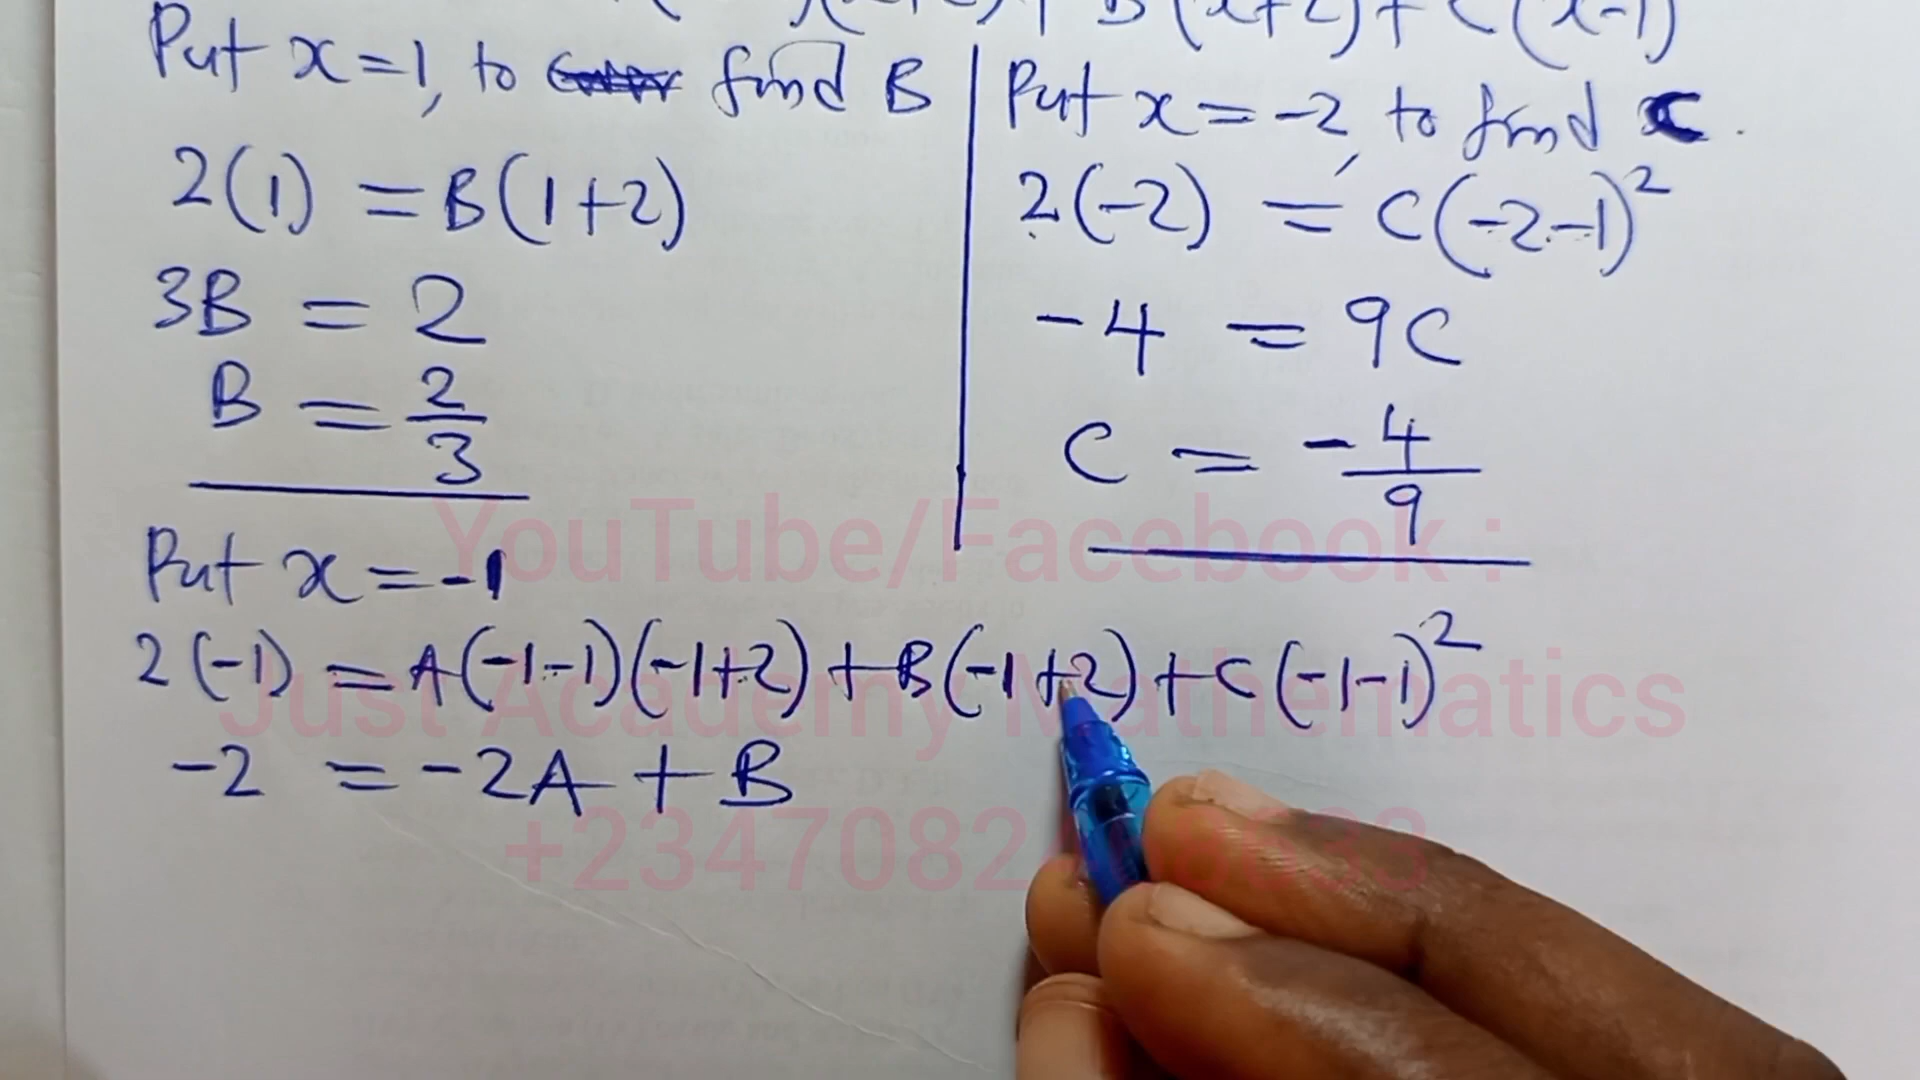 B(x+2) + C(x-1)
Put x = 1, to find B
2(1) = B(1+2)
3B = 2
B = 2/3
Put x = -2, to find C.
2(-2) = C(-2-1)²
-4 = 9C
C = -4/9
Put x = -1
2(-1) = A(-1-1)(-1+2) + B(-1+2) + C(-1-1)²
-2 = -2A + B
YouTube/Facebook :
Just Academy Mathematics